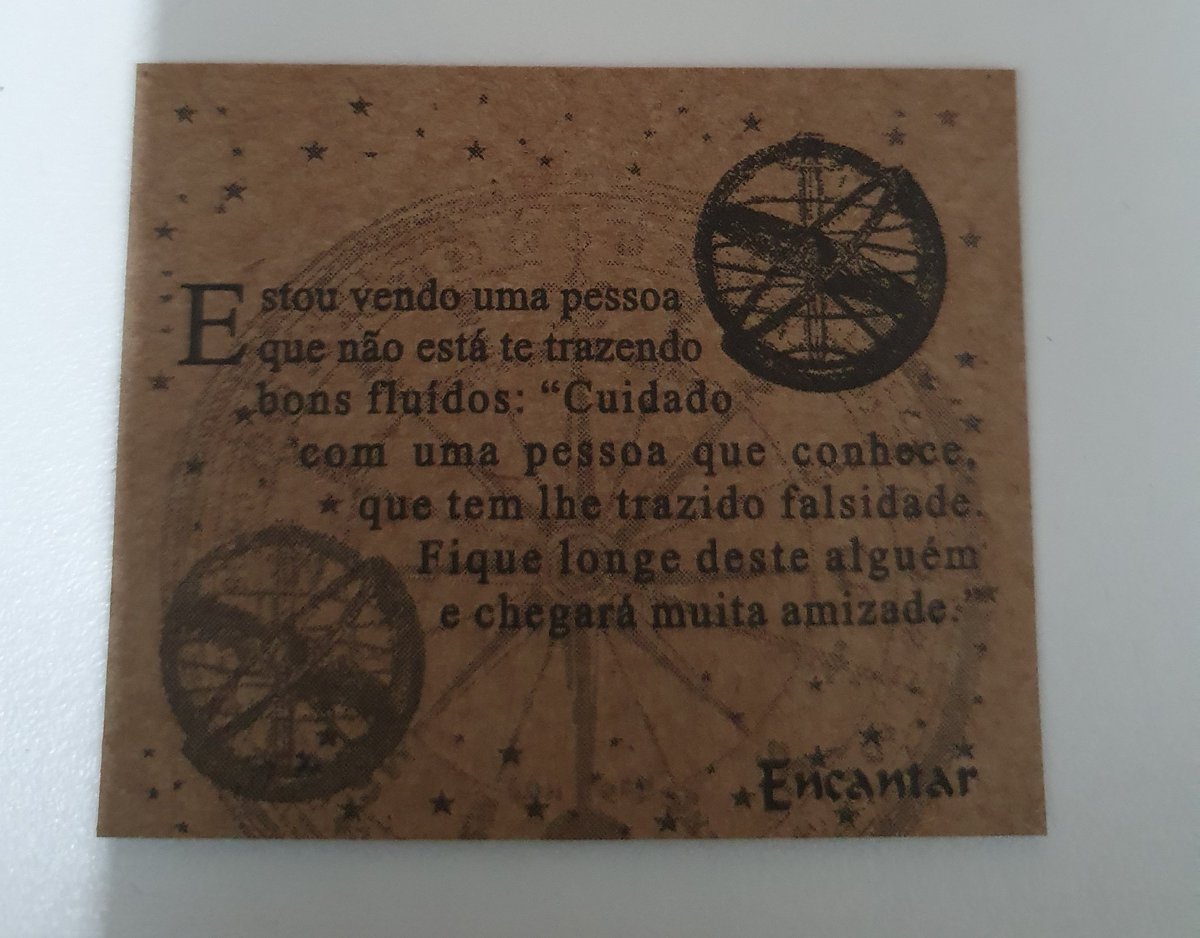 Estou vendo uma pessoa
que não está te trazendo
bons fluídos: “Cuidado
com uma pessoa que conhece,
que tem lhe trazido falsidade.
Fique longe deste alguém
e chegará muita amizade.”
Encantar